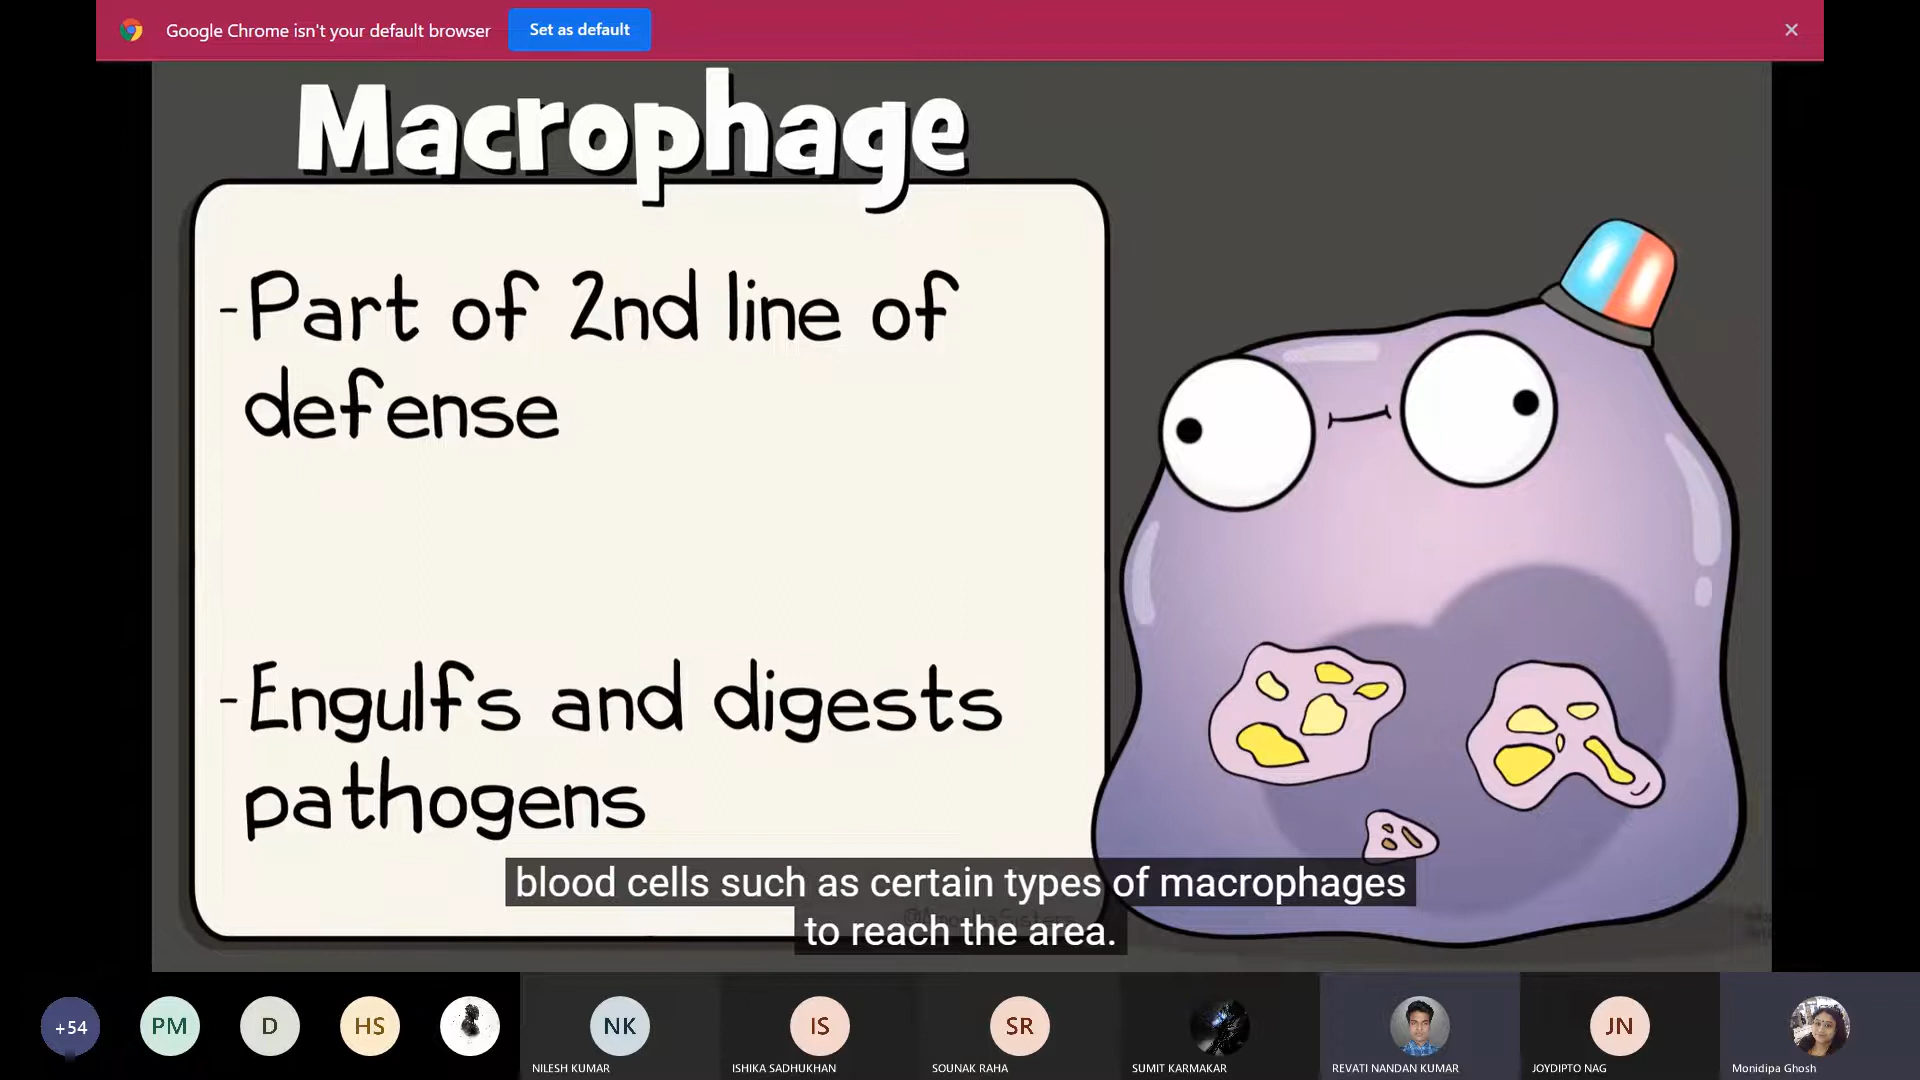 Google Chrome isn't your default browser
Set as default
Macrophage
-Part of 2nd line of
defense
-Engulfs and digests
pathogens
blood cells such as certain types of macrophages
to reach the area.
+54
PM
D
HS
NK
IS
SR
JN
NILESH KUMAR
ISHIKA SADHUKHAN
SOUNAK RAHA
SUMIT KARMAKAR
REVATI NANDAN KUMAR
JOYDIPTO NAG
Monidipa Ghosh